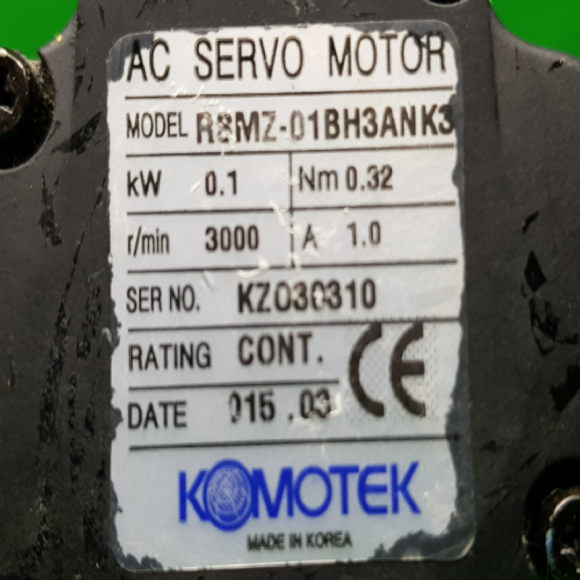 AC SERVO MOTOR
MODEL RSMZ-01BH3ANK3
kW 0.1 Nm 0.32
r/min 3000 A 1.0
SER NO. KZ030310
RATING CONT. CE
DATE 015.03
KOMOTEK
MADE IN KOREA